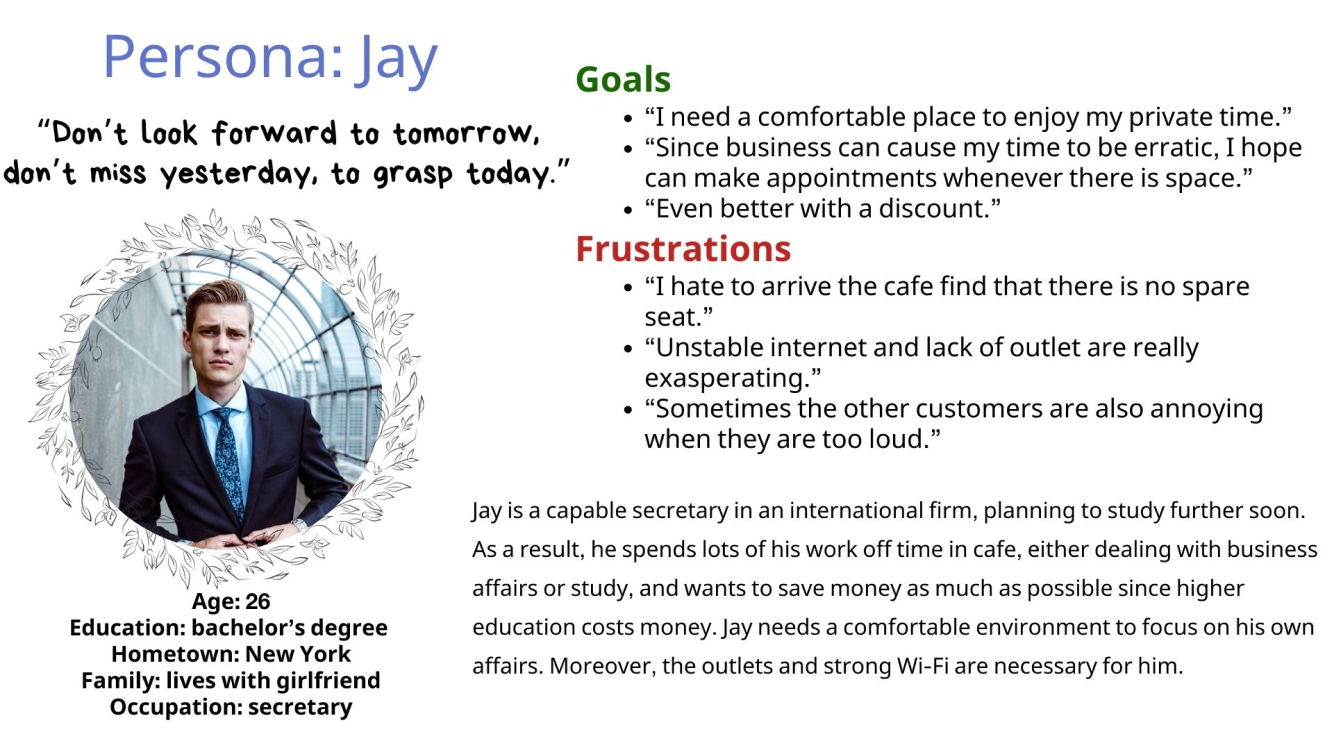 Persona: Jay
“Don’t look forward to tomorrow,
don’t miss yesterday, to grasp today.”
Age: 26
Education: bachelor’s degree
Hometown: New York
Family: lives with girlfriend
Occupation: secretary
Goals
• “I need a comfortable place to enjoy my private time.”
• “Since business can cause my time to be erratic, I hope
can make appointments whenever there is space.”
• “Even better with a discount.”
Frustrations
• “I hate to arrive the cafe find that there is no spare
seat.”
• “Unstable internet and lack of outlet are really
exasperating.”
• “Sometimes the other customers are also annoying
when they are too loud.”
Jay is a capable secretary in an international firm, planning to study further soon.
As a result, he spends lots of his work off time in cafe, either dealing with business
affairs or study, and wants to save money as much as possible since higher
education costs money. Jay needs a comfortable environment to focus on his own
affairs. Moreover, the outlets and strong Wi-Fi are necessary for him.